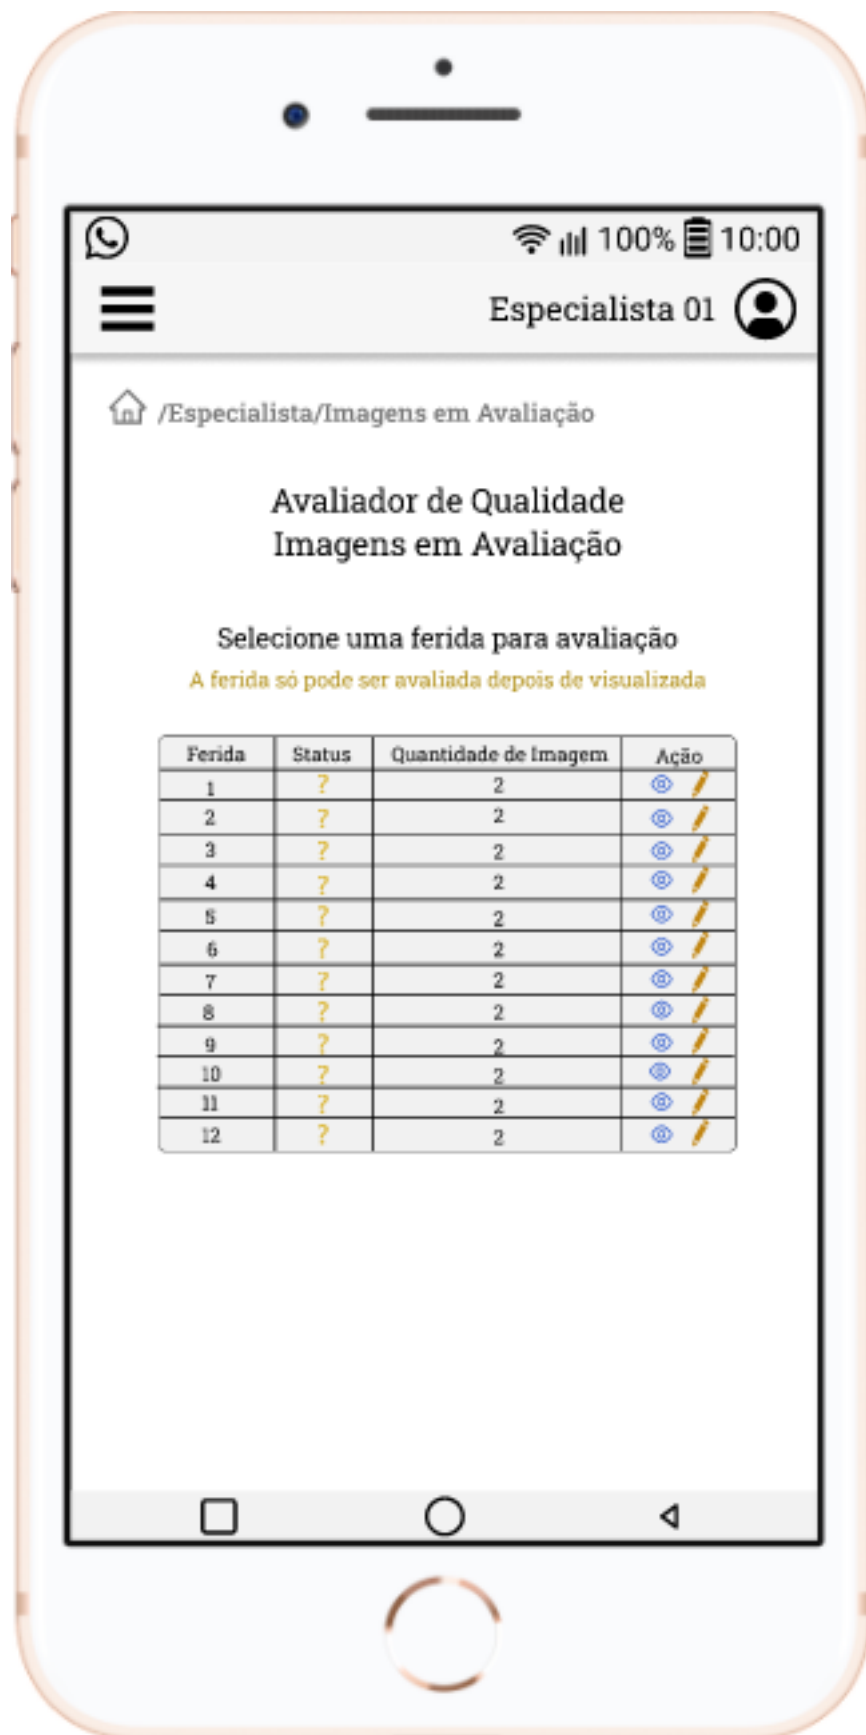 100% 10:00
Especialista 01
/Especialista/Imagens em Avaliação
Avaliador de Qualidade
Imagens em Avaliação
Selecione uma ferida para avaliação
A ferida só pode ser avaliada depois de visualizada
Ferida Status Quantidade de Imagem Ação
1 ? 2
2 ? 2
3 ? 2
4 ? 2
5 ? 2
6 ? 2
7 ? 2
8 ? 2
9 ? 2
10 ? 2
11 ? 2
12 ? 2